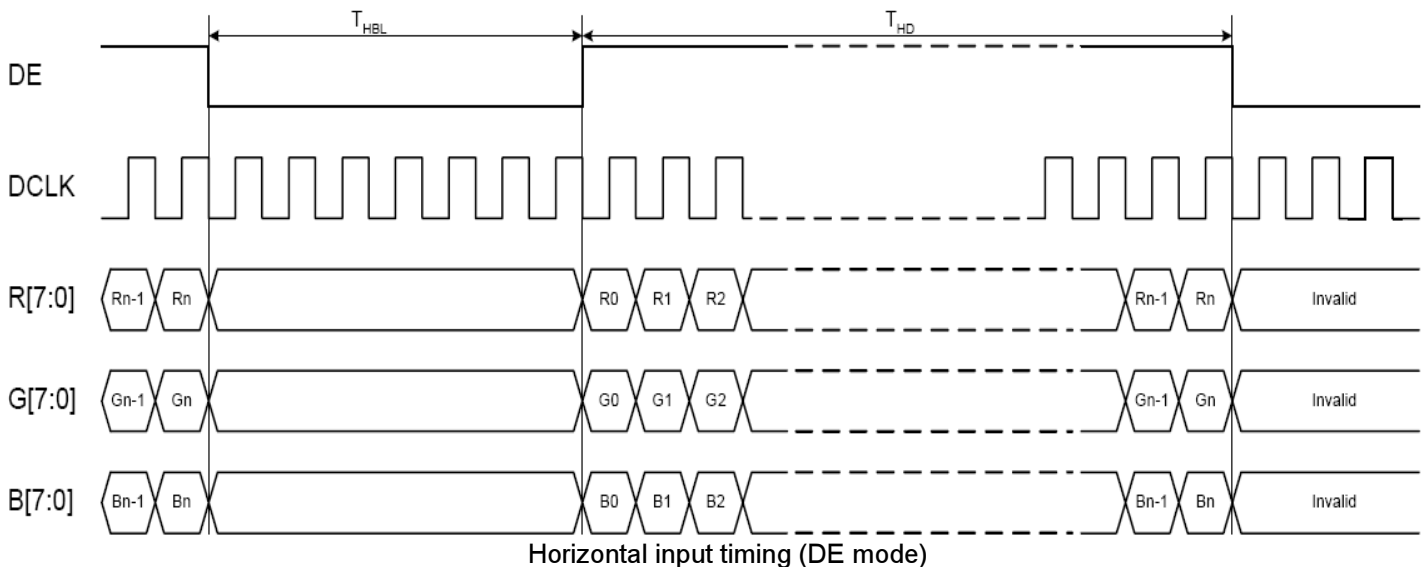 T_HBL T_HD
DE
DCLK
R[7:0] Rn-1 Rn R0 R1 R2 Rn-1 Rn Invalid
G[7:0] Gn-1 Gn G0 G1 G2 Gn-1 Gn Invalid
B[7:0] Bn-1 Bn B0 B1 B2 Bn-1 Bn Invalid
Horizontal input timing (DE mode)